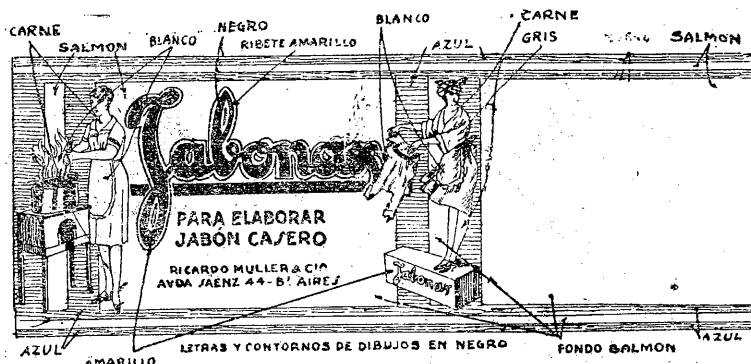 CARNE
SALMON
BLANCO
NEGRO
RIBETE AMARILLO
BLANCO
AZUL
CARNE
GRIS
SALMON
Jabonax
PARA ELABORAR
JABÓN CASERO
RICARDO MULLER & Cia
AVDA SAENZ 44-Bs AIRES
Jabonax
AZUL
AMARILLO
LETRAS Y CONTORNOS DE DIBUJOS EN NEGRO
FONDO SALMON
AZUL